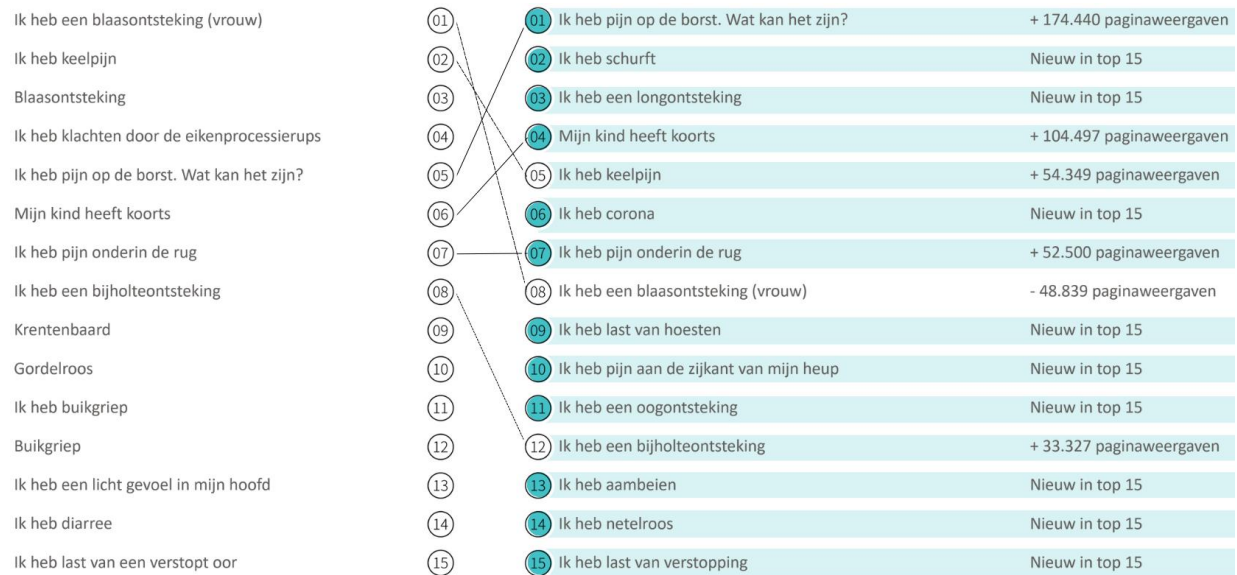 Ik heb een blaasontsteking (vrouw) 01 01 Ik heb pijn op de borst. Wat kan het zijn? + 174.440 paginaweergaven
Ik heb keelpijn 02 02 Ik heb schurft Nieuw in top 15
Blaasontsteking 03 03 Ik heb een longontsteking Nieuw in top 15
Ik heb klachten door de eikenprocessierups 04 04 Mijn kind heeft koorts + 104.497 paginaweergaven
Ik heb pijn op de borst. Wat kan het zijn? 05 05 Ik heb keelpijn + 54.349 paginaweergaven
Mijn kind heeft koorts 06 06 Ik heb corona Nieuw in top 15
Ik heb pijn onderin de rug 07 07 Ik heb pijn onderin de rug + 52.500 paginaweergaven
Ik heb een bijholteontsteking 08 08 Ik heb een blaasontsteking (vrouw) - 48.839 paginaweergaven
Krentenbaard 09 09 Ik heb last van hoesten Nieuw in top 15
Gordelroos 10 10 Ik heb pijn aan de zijkant van mijn heup Nieuw in top 15
Ik heb buikgriep 11 11 Ik heb een oogontsteking Nieuw in top 15
Buikgriep 12 12 Ik heb een bijholteontsteking + 33.327 paginaweergaven
Ik heb een licht gevoel in mijn hoofd 13 13 Ik heb aambeien Nieuw in top 15
Ik heb diarree 14 14 Ik heb netelroos Nieuw in top 15
Ik heb last van een verstopt oor 15 15 Ik heb last van verstopping Nieuw in top 15